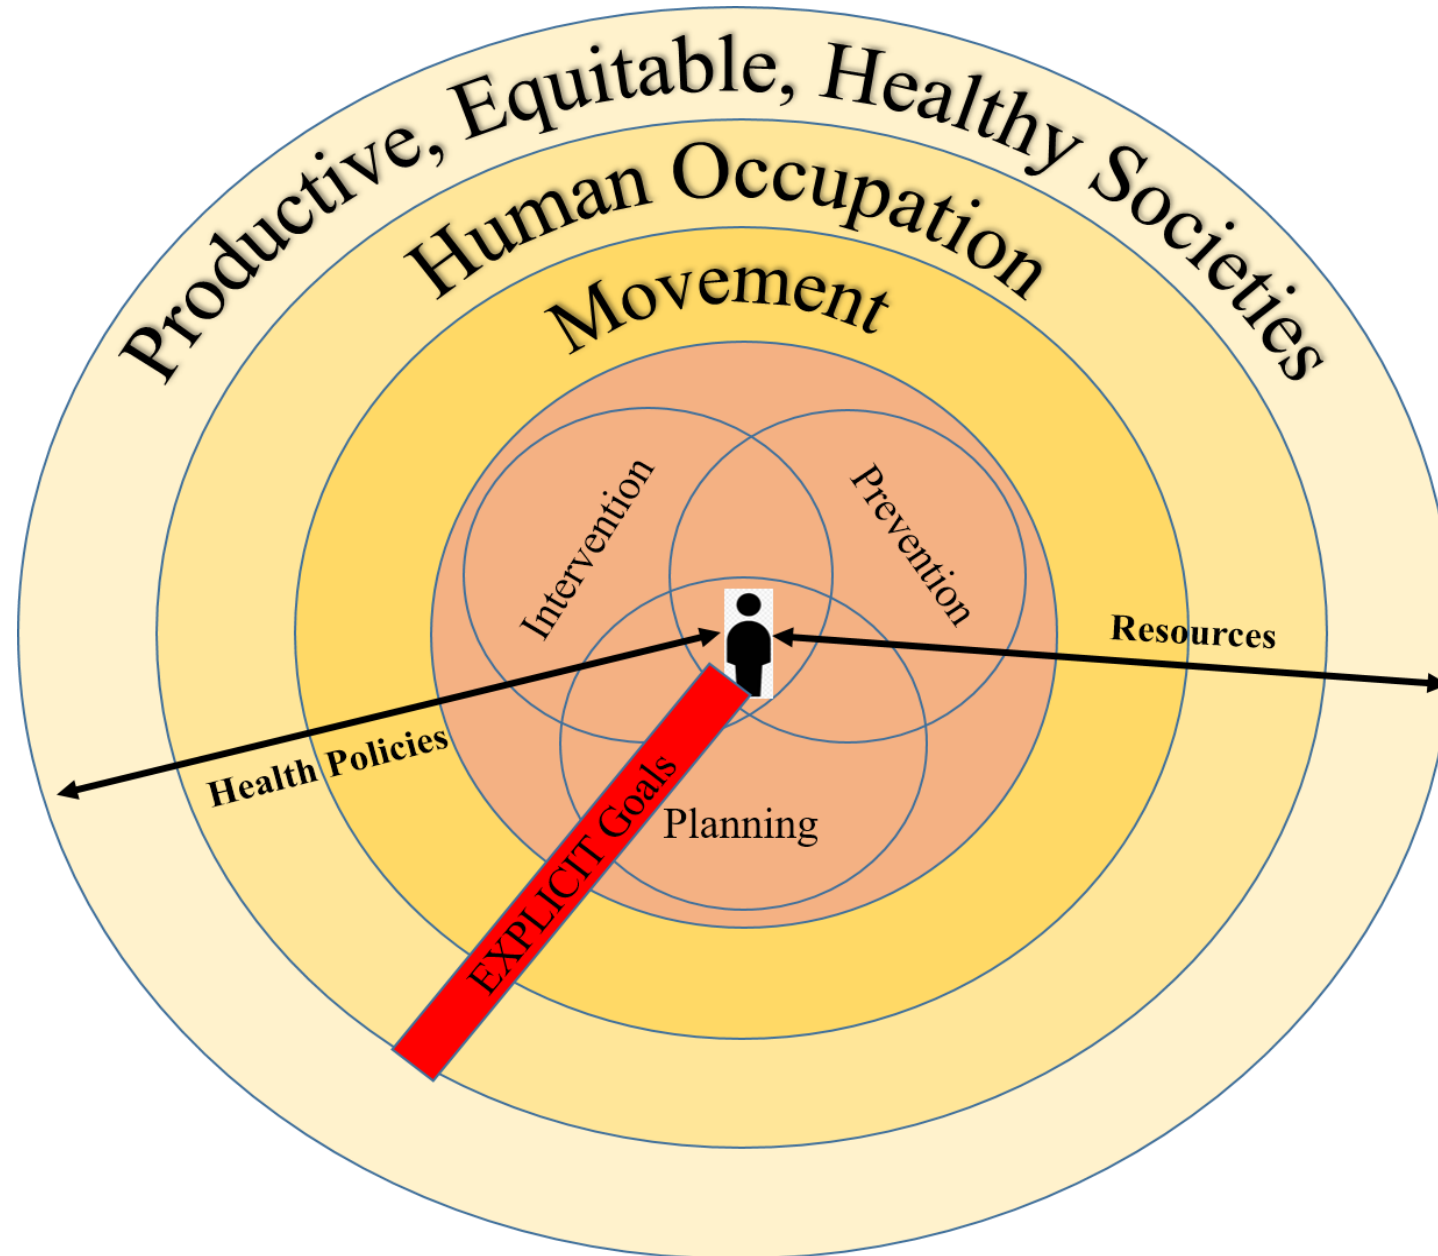 Productive, Equitable, Healthy Societies
Human Occupation
Movement
Intervention
Prevention
Resources
Health Policies
EXPLICIT Goals
Planning